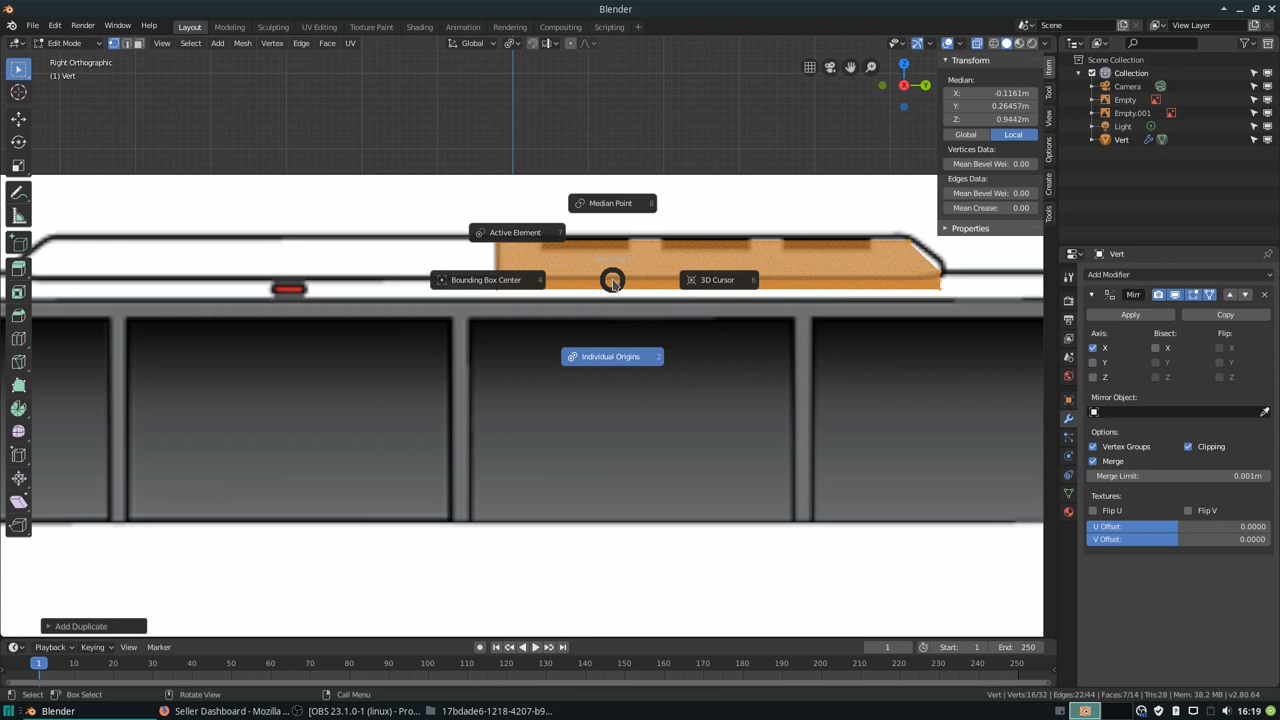 Blender
File Edit Render Window Help
Layout Modeling Sculpting UV Editing Texture Paint Shading Animation Rendering Compositing Scripting +
Scene
View Layer
Edit Mode View Select Add Mesh Vertex Edge Face UV
Global
Right Orthographic
(1) Vert
Z
X
Y
Transform
Median:
X: -0.1161m
Y: 0.26457m
Z: 0.9442m
Global Local
Vertices Data:
Mean Bevel Wei: 0.00
Edges Data:
Mean Bevel Wei: 0.00
Mean Crease: 0.00
Properties
Item
Tool
View
Options
Create
Tools
Scene Collection
Collection
Camera
Empty
Empty.001
Light
Vert
Median Point 8
Active Element 7
Bounding Box Center 4
3D Cursor 6
Individual Origins 2
Vert
Add Modifier
Mirr
Apply Copy
Axis: Bisect: Flip:
X X X
Y Y Y
Z Z Z
Mirror Object:
Options:
Vertex Groups Clipping
Merge
Merge Limit: 0.001m
Textures:
Flip U Flip V
U Offset: 0.0000
V Offset: 0.0000
Add Duplicate
Playback Keying View Marker
1 Start: 1 End: 250
1 10 20 30 40 50 60 70 80 90 100 110 120 130 140 150 160 170 180 190 200 210 220 230 240 250
Select Box Select Rotate View Call Menu
Vert | Verts:16/32 | Edges:22/44 | Faces:7/14 | Tris:28 | Mem: 38.2 MB | v2.80.64
Blender Seller Dashboard - Mozilla ... [OBS 23.1.0-1 (linux) - Pro... 17bdade6-1218-4207-b9...
16:19